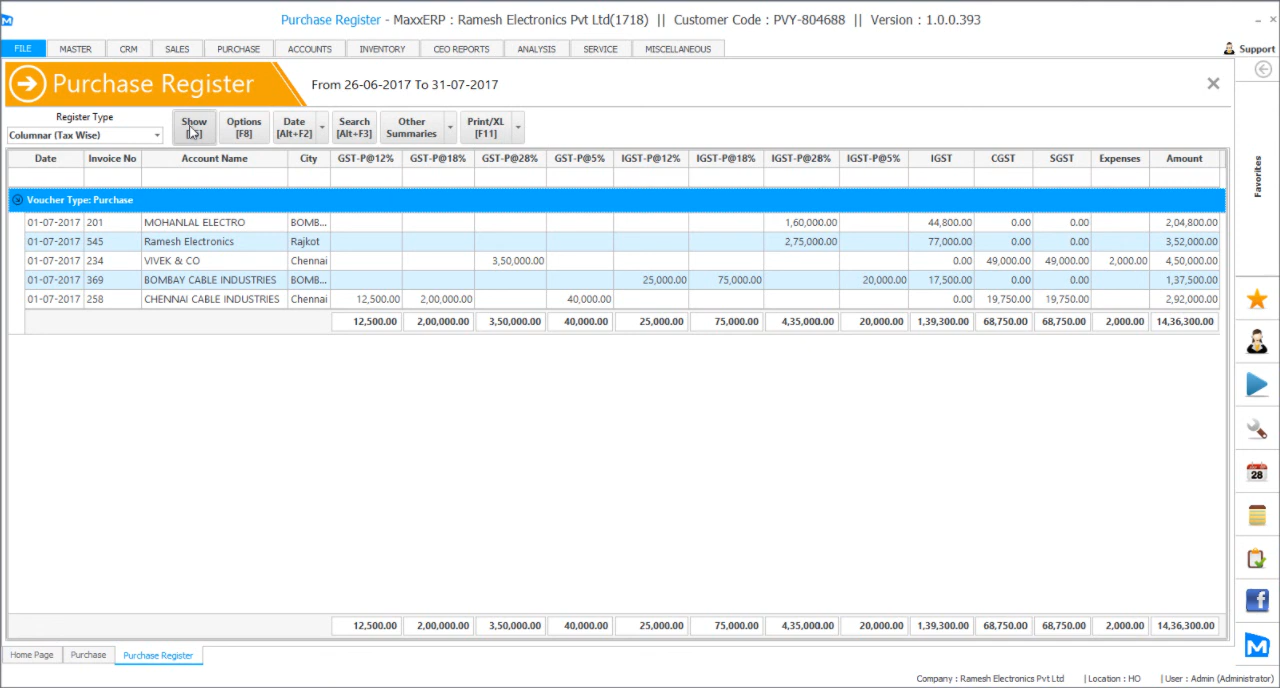 Purchase Register - MaxxERP : Ramesh Electronics Pvt Ltd(1718) || Customer Code : PVY-804688 || Version : 1.0.0.393
FILE MASTER CRM SALES PURCHASE ACCOUNTS INVENTORY CEO REPORTS ANALYSIS SERVICE MISCELLANEOUS Support
Purchase Register From 26-06-2017 To 31-07-2017
Register Type
Columnar (Tax Wise)
Show Options Date Search Other Print/XL
[F8] [Alt+F2] [Alt+F3] Summaries [F11]
Date Invoice No Account Name City GST-P@12% GST-P@18% GST-P@28% GST-P@5% IGST-P@12% IGST-P@18% IGST-P@28% IGST-P@5% IGST CGST SGST Expenses Amount
Favorites
Voucher Type: Purchase
01-07-2017 201 MOHANLAL ELECTRO BOMB... 1,60,000.00 44,800.00 0.00 0.00 2,04,800.00
01-07-2017 545 Ramesh Electronics Rajkot 2,75,000.00 77,000.00 0.00 0.00 3,52,000.00
01-07-2017 234 VIVEK & CO Chennai 3,50,000.00 0.00 49,000.00 49,000.00 2,000.00 4,50,000.00
01-07-2017 369 BOMBAY CABLE INDUSTRIES BOMB... 25,000.00 75,000.00 20,000.00 17,500.00 0.00 0.00 1,37,500.00
01-07-2017 258 CHENNAI CABLE INDUSTRIES Chennai 12,500.00 2,00,000.00 40,000.00 0.00 19,750.00 19,750.00 2,92,000.00
12,500.00 2,00,000.00 3,50,000.00 40,000.00 25,000.00 75,000.00 4,35,000.00 20,000.00 1,39,300.00 68,750.00 68,750.00 2,000.00 14,36,300.00
28
12,500.00 2,00,000.00 3,50,000.00 40,000.00 25,000.00 75,000.00 4,35,000.00 20,000.00 1,39,300.00 68,750.00 68,750.00 2,000.00 14,36,300.00
Home Page Purchase Purchase Register
Company : Ramesh Electronics Pvt Ltd | Location : HO | User : Admin (Administrator)